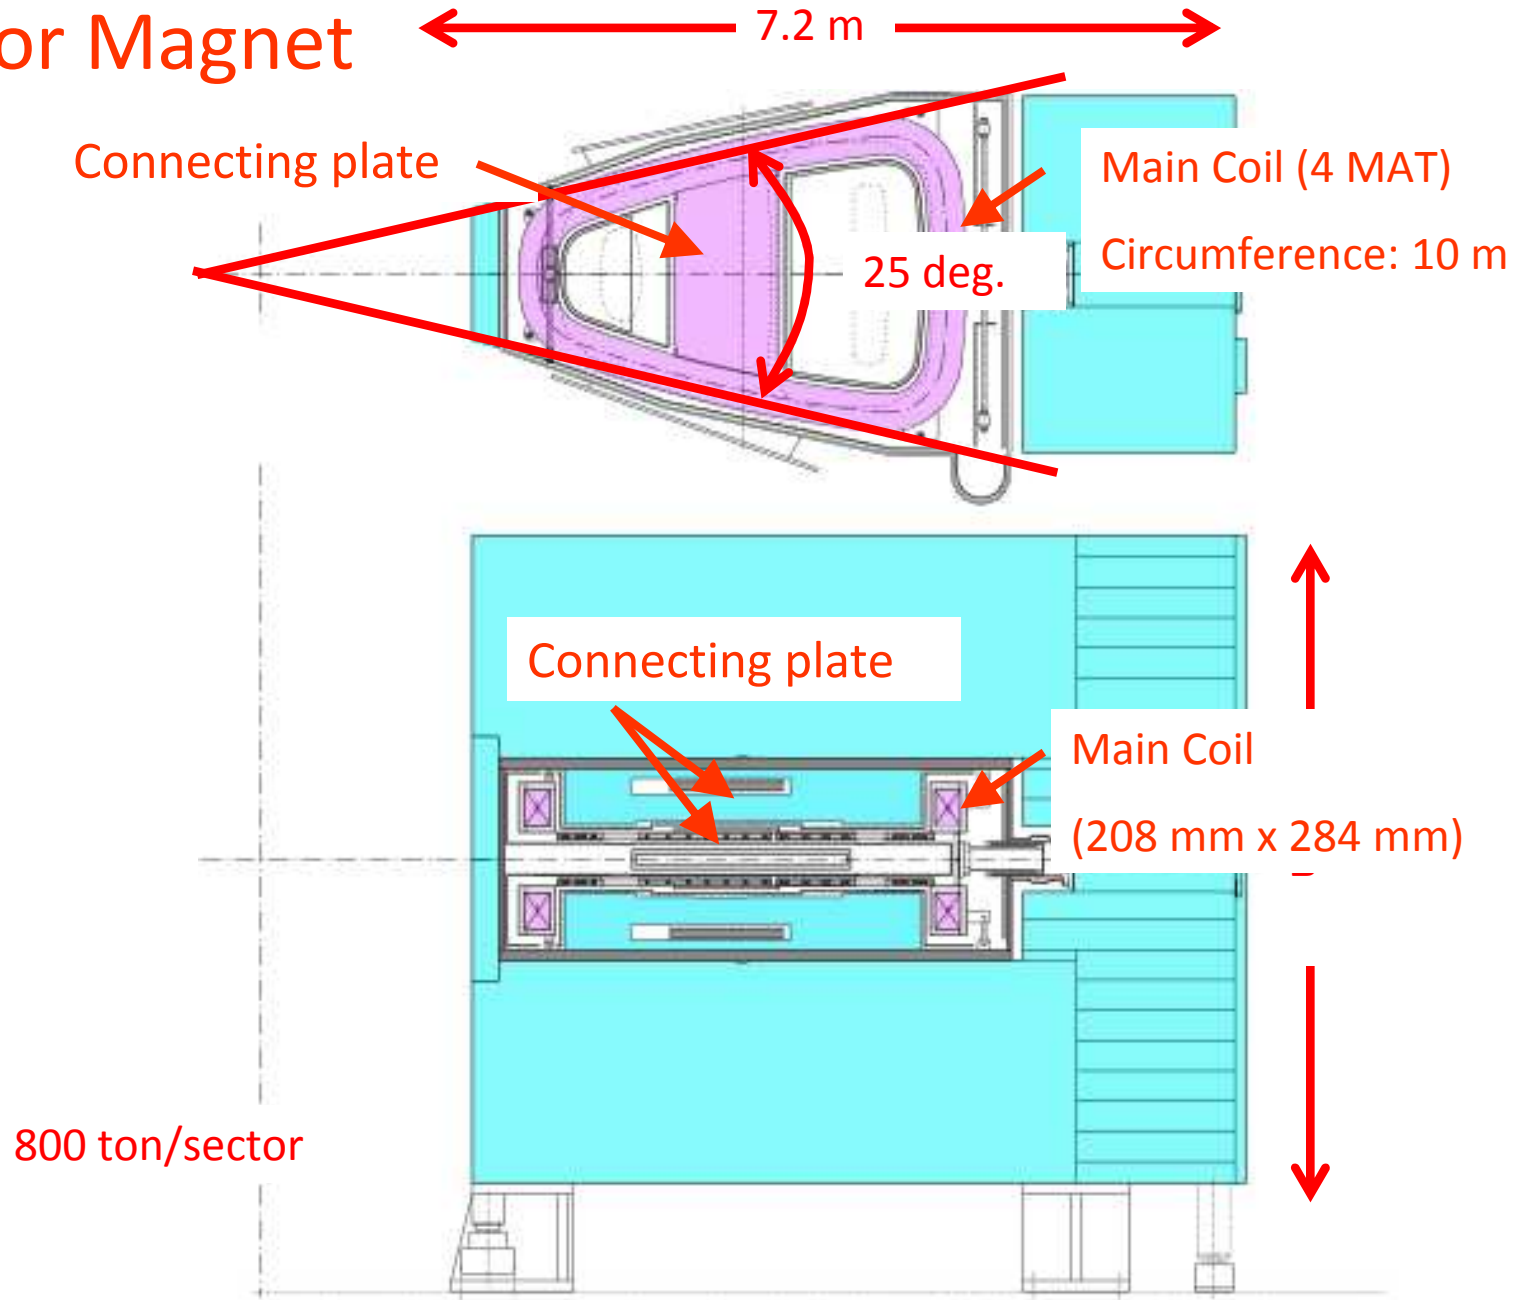 or Magnet
7.2 m
Connecting plate
Main Coil (4 MAT)
Circumference: 10 m
25 deg.
Connecting plate
Main Coil
(208 mm x 284 mm)
800 ton/sector